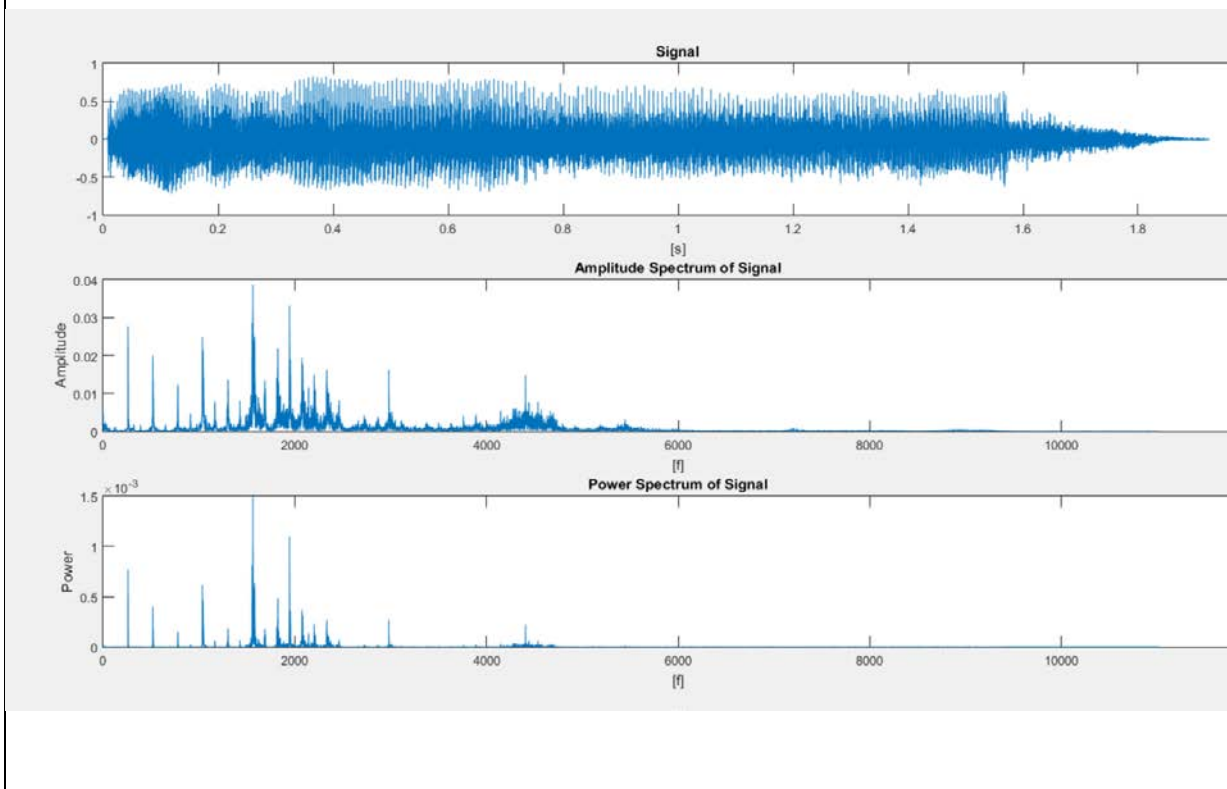 Signal
1
0.5
0
-0.5
-1
0 0.2 0.4 0.6 0.8 1 1.2 1.4 1.6 1.8
[s]
Amplitude Spectrum of Signal
0.04
0.03
0.02
0.01
0
Amplitude
0 2000 4000 6000 8000 10000
[f]
Power Spectrum of Signal
×10⁻³
1.5
1
0.5
0
Power
0 2000 4000 6000 8000 10000
[f]